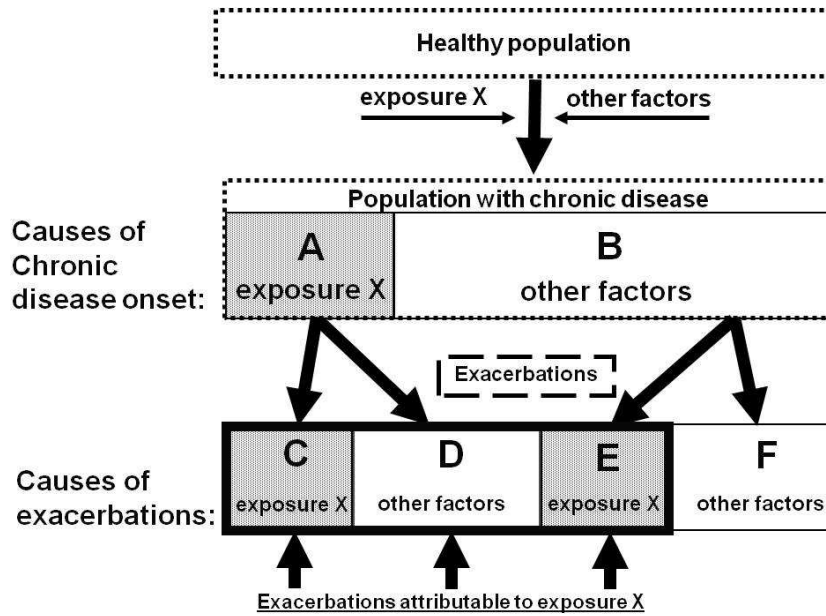 Healthy population
exposure X
other factors
Population with chronic disease
Causes of
Chronic
disease onset:
A
exposure X
B
other factors
Exacerbations
Causes of
exacerbations:
C
exposure X
D
other factors
E
exposure X
F
other factors
Exacerbations attributable to exposure X